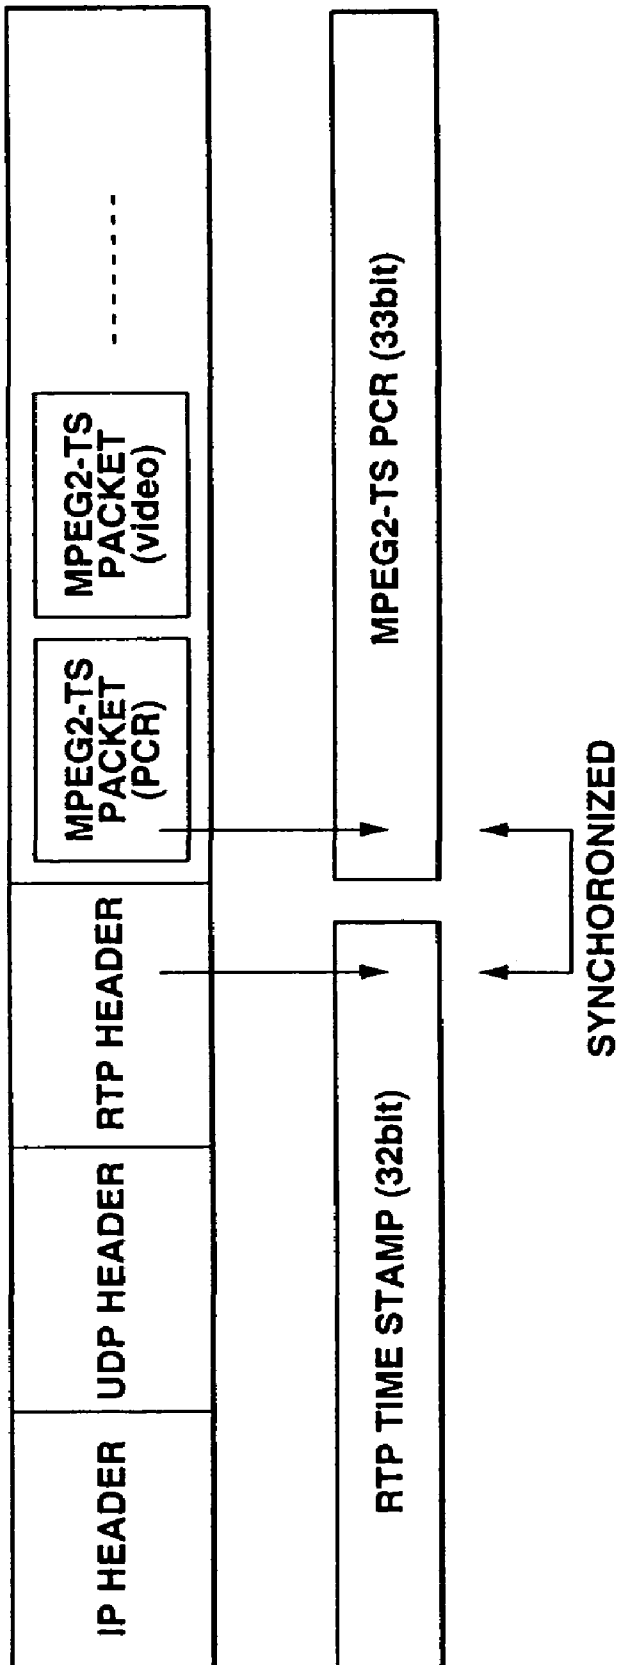 IP HEADER
UDP HEADER
RTP HEADER
MPEG2-TS
PACKET
(PCR)
MPEG2-TS
PACKET
(video)
RTP TIME STAMP (32bit)
MPEG2-TS PCR (33bit)
SYNCHORONIZED